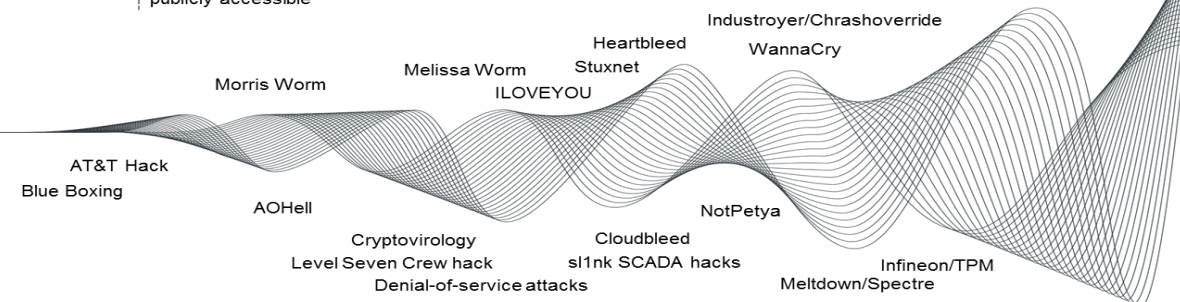 publicly accessible
Industroyer/Chrashoverride
Heartbleed
WannaCry
Melissa Worm
Stuxnet
Morris Worm
ILOVEYOU
AT&T Hack
Blue Boxing
AOHell
NotPetya
Cryptovirology
Cloudbleed
Level Seven Crew hack
sl1nk SCADA hacks
Infineon/TPM
Denial-of-service attacks
Meltdown/Spectre